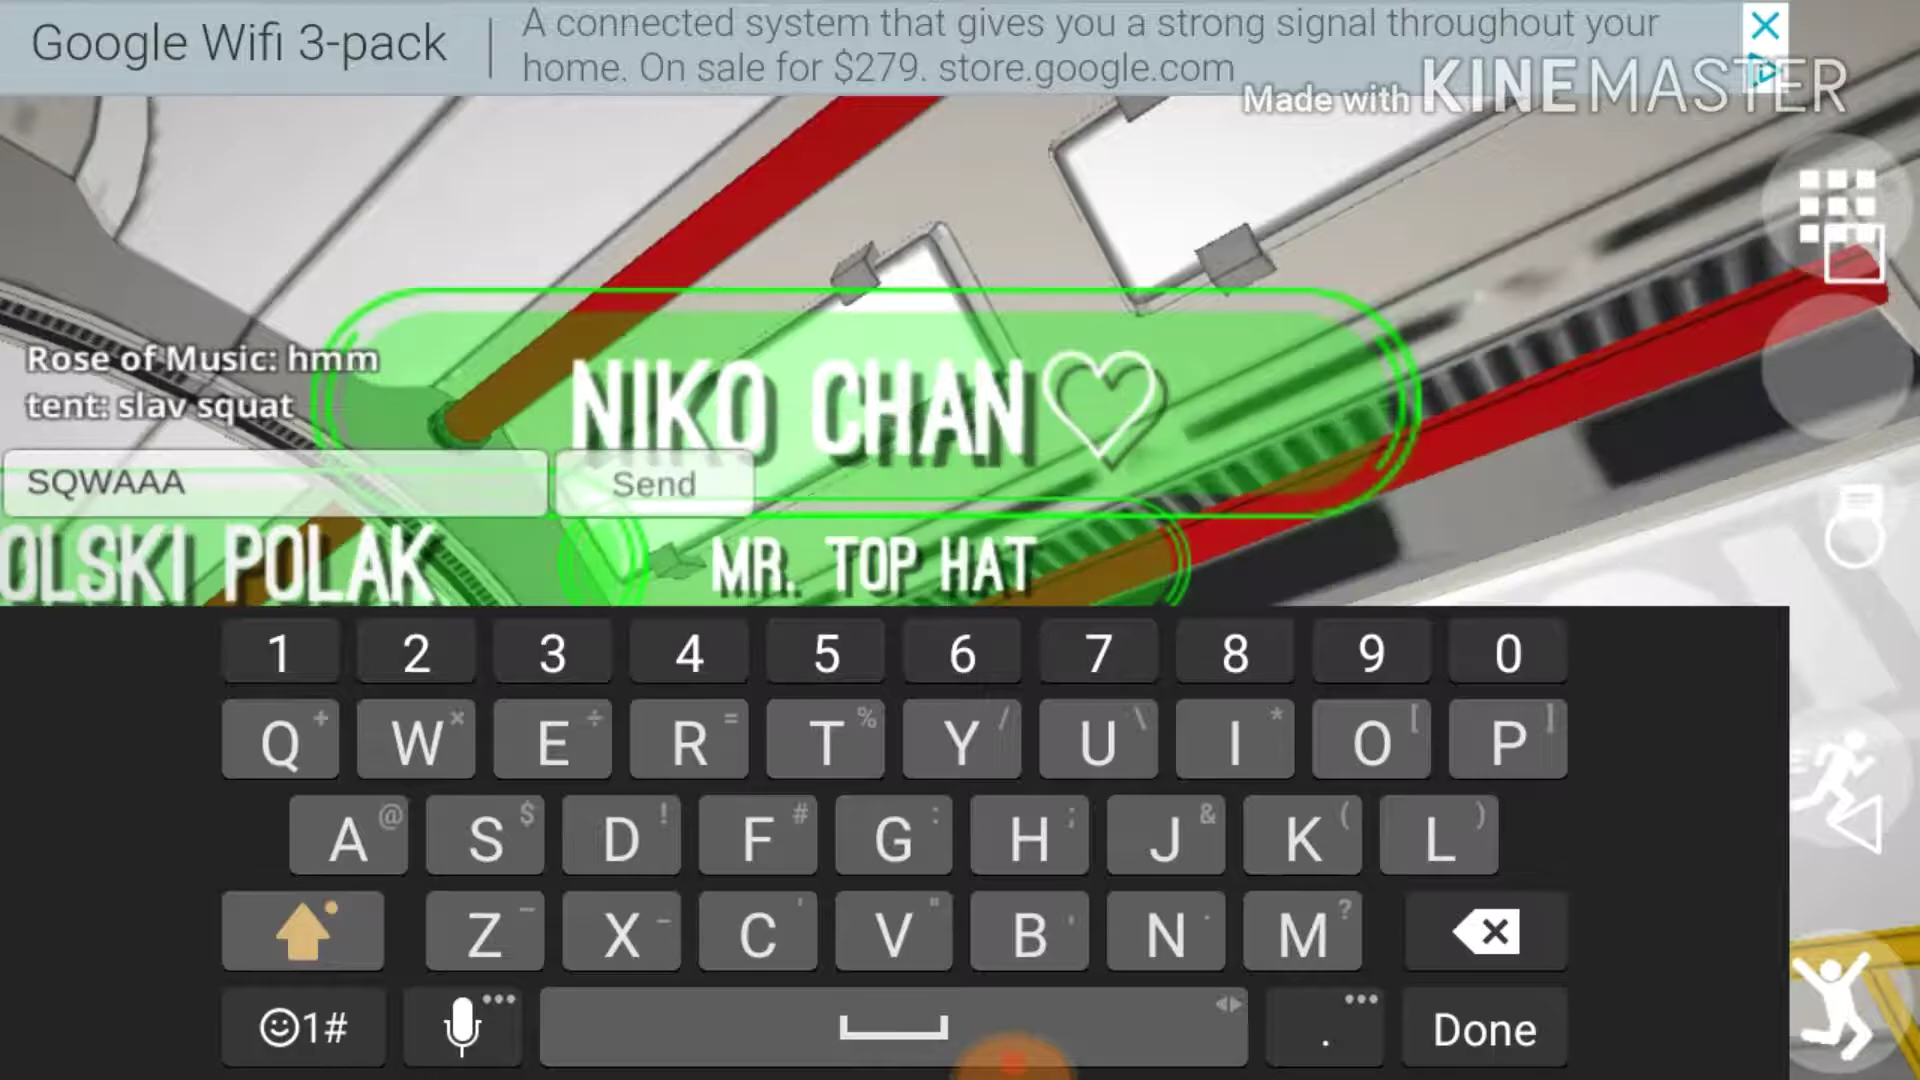 Google Wifi 3-pack
A connected system that gives you a strong signal throughout your
home. On sale for $279. store.google.com
Made with KINEMASTER
Rose of Music: hmm
tent: slav squat
NIKO CHAN♡
SQWAAA
Send
OLSKI POLAK
MR. TOP HAT
1 2 3 4 5 6 7 8 9 0
Q + W × E ÷ R = T % Y / U \ I * O [ P ]
A @ S $ D ! F # G : H ; J & K ( L )
Z – X - C ' V " B , N . M ?
1# . Done